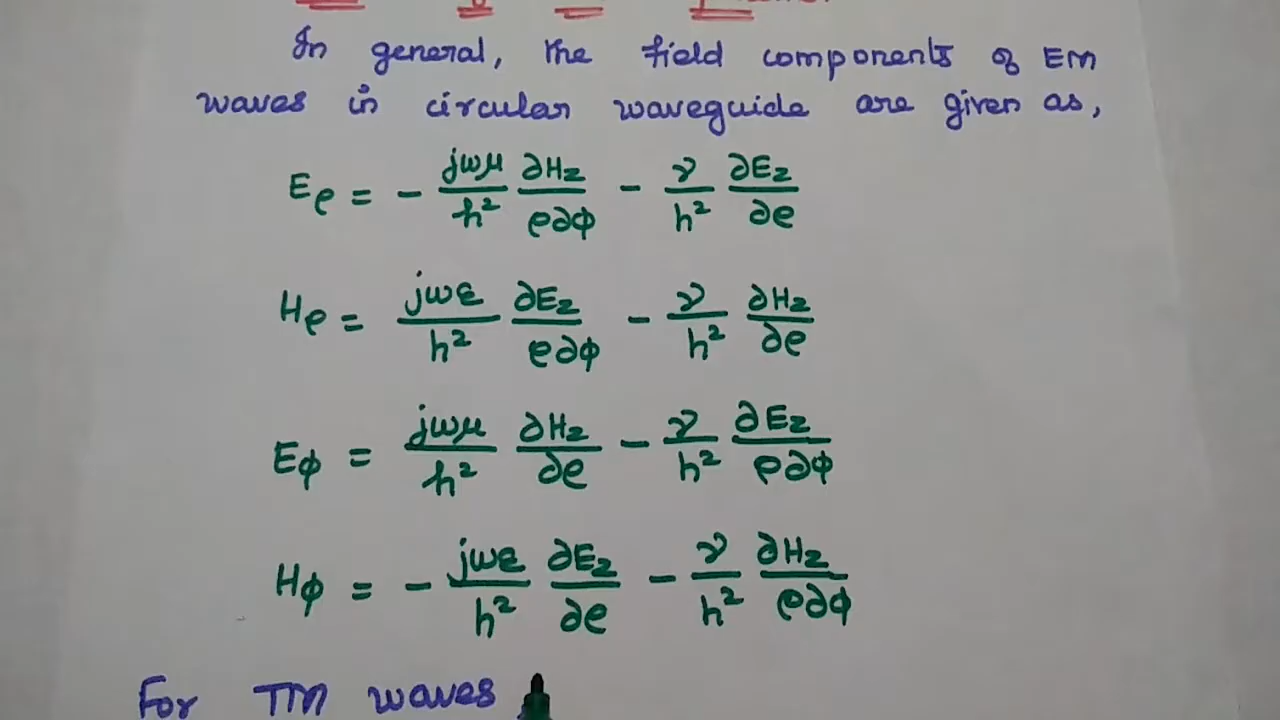 In general, the field components of EM
waves in circular waveguide are given as,
Eρ = - jωμ/h² ∂Hz/ρ∂ϕ - γ/h² ∂Ez/∂ρ
Hρ = jωε/h² ∂Ez/ρ∂ϕ - γ/h² ∂Hz/∂ρ
Eϕ = jωμ/h² ∂Hz/∂ρ - γ/h² ∂Ez/ρ∂ϕ
Hϕ = - jωε/h² ∂Ez/∂ρ - γ/h² ∂Hz/ρ∂ϕ
For TM waves